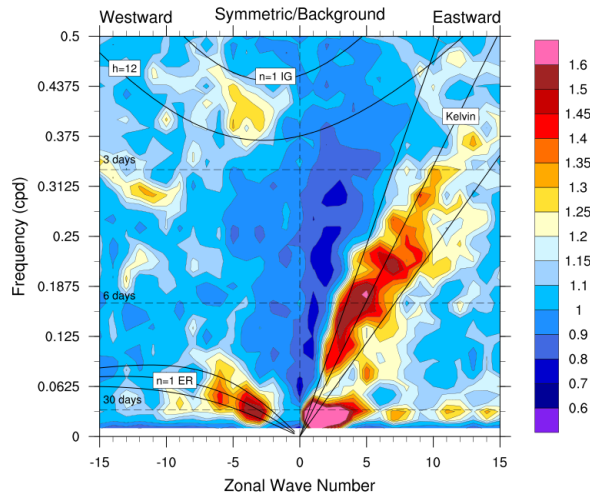 Westward Symmetric/Background Eastward
0.5
h=12
n=1 IG
0.4375
Kelvin
0.375
3 days
0.3125
0.25
0.1875
6 days
0.125
n=1 ER
0.0625
30 days
0
-15 -10 -5 0 5 10 15
Frequency (cpd)
Zonal Wave Number
1.6
1.5
1.45
1.4
1.35
1.3
1.25
1.2
1.15
1.1
1
0.9
0.8
0.7
0.6